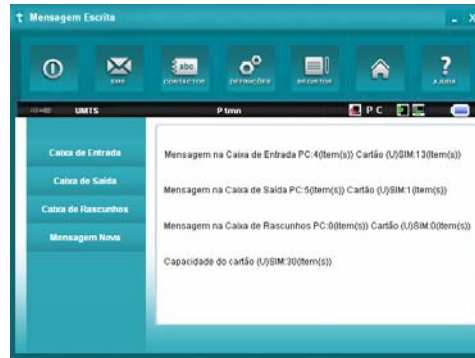 t Mensagem Escrita
SMS
abc
CONTACTOS
DEFINIÇÕES
REGISTOS
AJUDA
UMTS P tmn PC
Caixa de Entrada
Caixa de Saída
Caixa de Rascunhos
Mensagem Nova
Mensagem na Caixa de Entrada PC:4(Item(s)) Cartão (U)SIM:13(Item(s))
Mensagem na Caixa de Saída PC:5(Item(s)) Cartão (U)SIM:1(Item(s))
Mensagem na Caixa de Rascunhos PC:0(Item(s)) Cartão (U)SIM:0(Item(s))
Capacidade do cartão (U)SIM:30(Item(s))